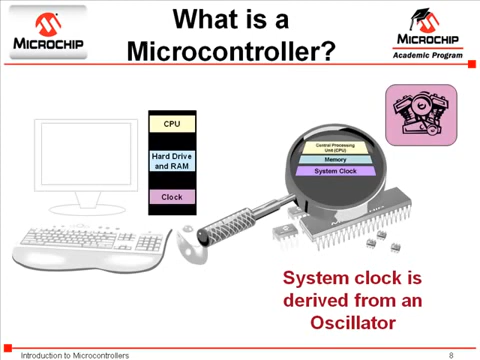 What is a
Microcontroller?
MICROCHIP
MICROCHIP
Academic Program
CPU
Hard Drive
and RAM
Clock
Central Processing
Unit (CPU)
Memory
System Clock
System clock is
derived from an
Oscillator
Introduction to Microcontrollers
8